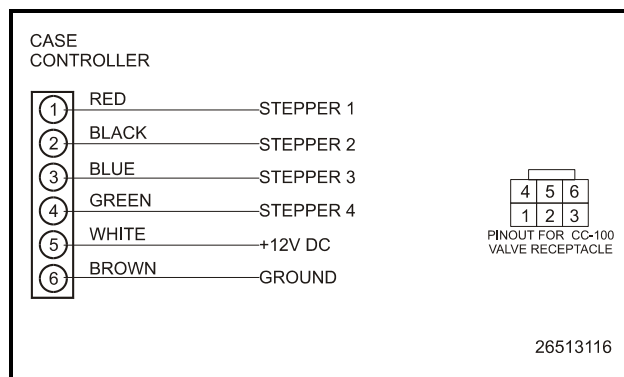 CASE
CONTROLLER
1 RED STEPPER 1
2 BLACK STEPPER 2
3 BLUE STEPPER 3
4 GREEN STEPPER 4
5 WHITE +12V DC
6 BROWN GROUND
4 5 6
1 2 3
PINOUT FOR CC-100
VALVE RECEPTACLE
26513116